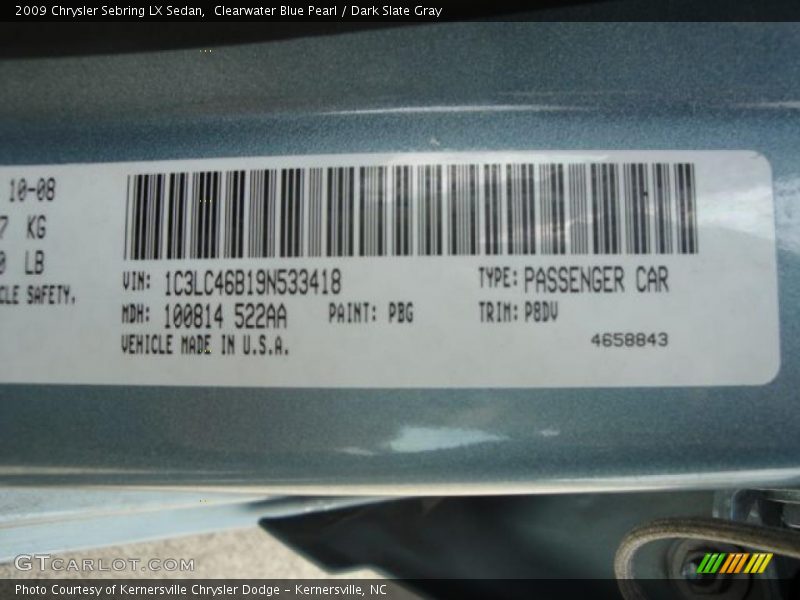 2009 Chrysler Sebring LX Sedan, Clearwater Blue Pearl / Dark Slate Gray
10-08
7 KG
0 LB
CLE SAFETY.
VIN: 1C3LC46B19N533418 TYPE: PASSENGER CAR
MDH: 100814 522AA PAINT: PBG TRIM: P8DV
VEHICLE MADE IN U.S.A. 4658843
GTCARLOT.COM
Photo Courtesy of Kernersville Chrysler Dodge - Kernersville, NC